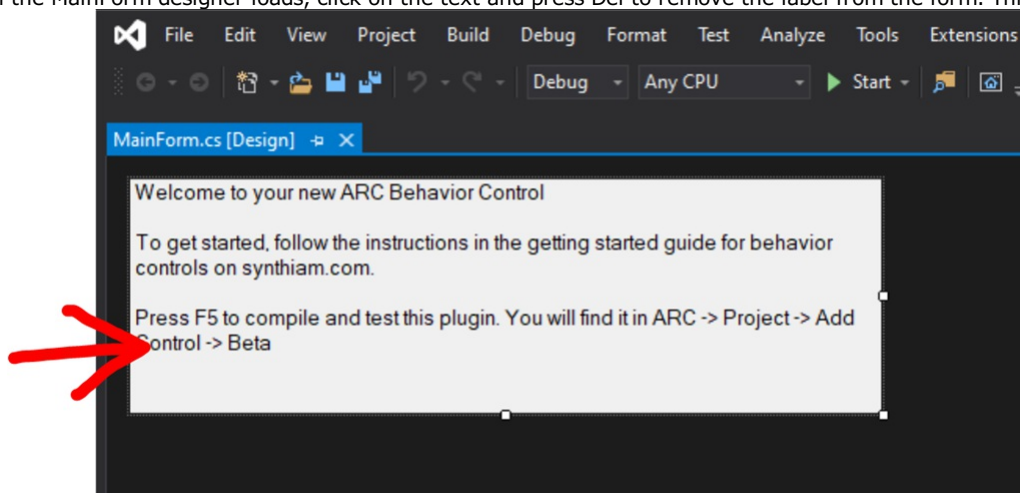 the MainForm designer loads, click on the text and press Del to remove the label from the form.
File Edit View Project Build Debug Format Test Analyze Tools Extensions
Debug Any CPU Start
MainForm.cs [Design]
Welcome to your new ARC Behavior Control
To get started, follow the instructions in the getting started guide for behavior
controls on synthiam.com.
Press F5 to compile and test this plugin. You will find it in ARC -> Project -> Add
Control -> Beta